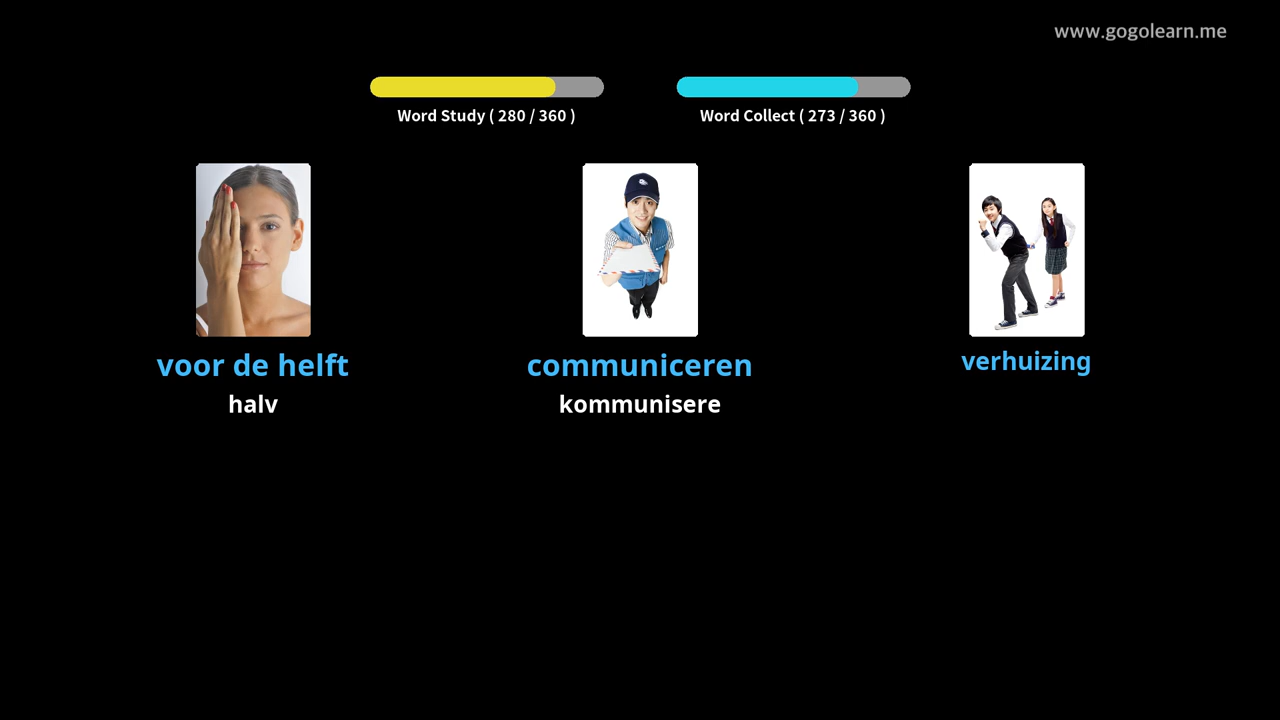 www.gogolearn.me
Word Study ( 280 / 360 )
Word Collect ( 273 / 360 )
voor de helft
halv
communiceren
kommunisere
verhuizing